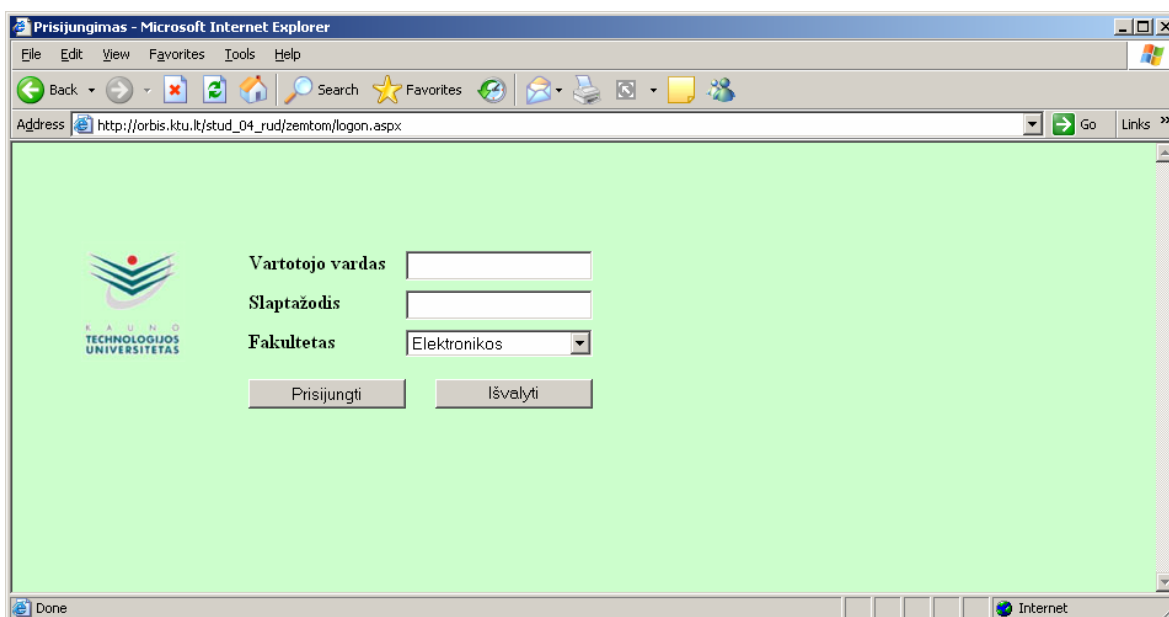 Prisijungimas - Microsoft Internet Explorer
File Edit View Favorites Tools Help
Back Search Favorites
Address http://orbis.ktu.lt/stud_04_rud/zemtom/logon.aspx Go Links »
Vartotojo vardas
Slaptažodis
KAUNO
TECHNOLOGIJOS
UNIVERSITETAS
Fakultetas Elektronikos
Prisijungti Išvalyti
Done Internet